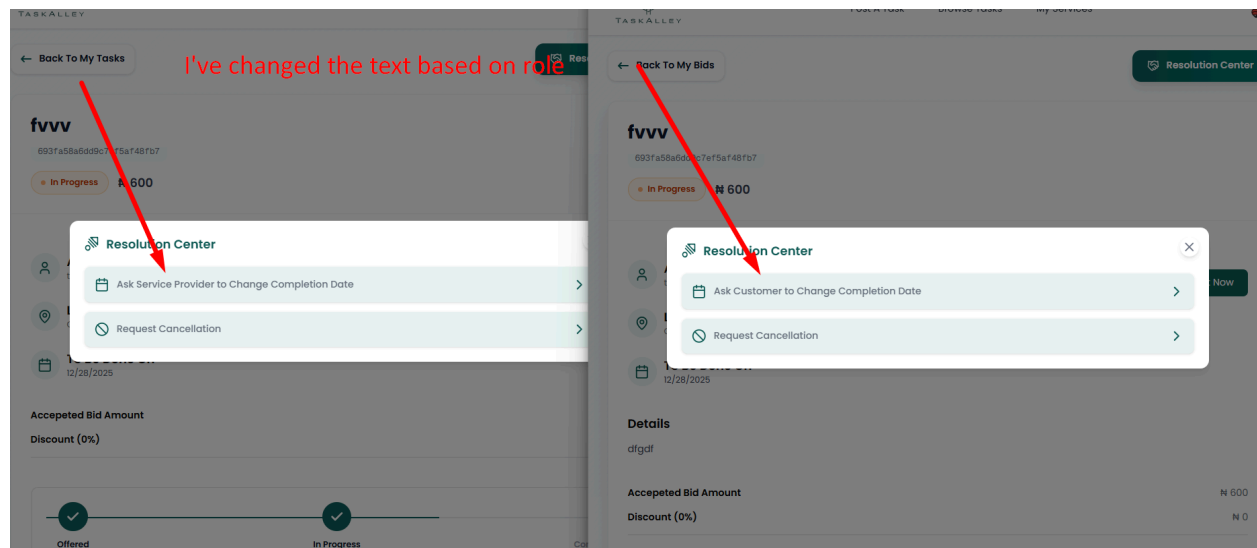 TASKALLEY
← Back To My Tasks
I've changed the text based on role
fvvv
In Progress
₦ 600
Resolution Center
Ask Service Provider to Change Completion Date
Request Cancellation
12/28/2025
Accepeted Bid Amount
Discount (0%)
Offered
In Progress
TASKALLEY
Post A Task Browse Tasks My Services
← Back To My Bids
Resolution Center
fvvv
In Progress
₦ 600
Resolution Center
Ask Customer to Change Completion Date
Request Cancellation
Now
12/28/2025
Details
dfgdf
Accepeted Bid Amount ₦ 600
Discount (0%) ₦ 0